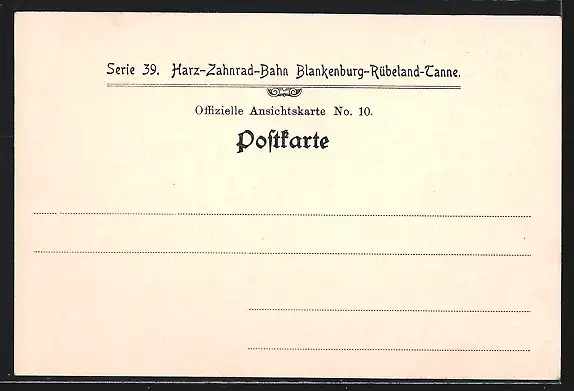 Serie 39. Harz-Zahnrad-Bahn Blankenburg-Rübeland-Tanne.
Offizielle Ansichtskarte No. 10.
Poſtkarte